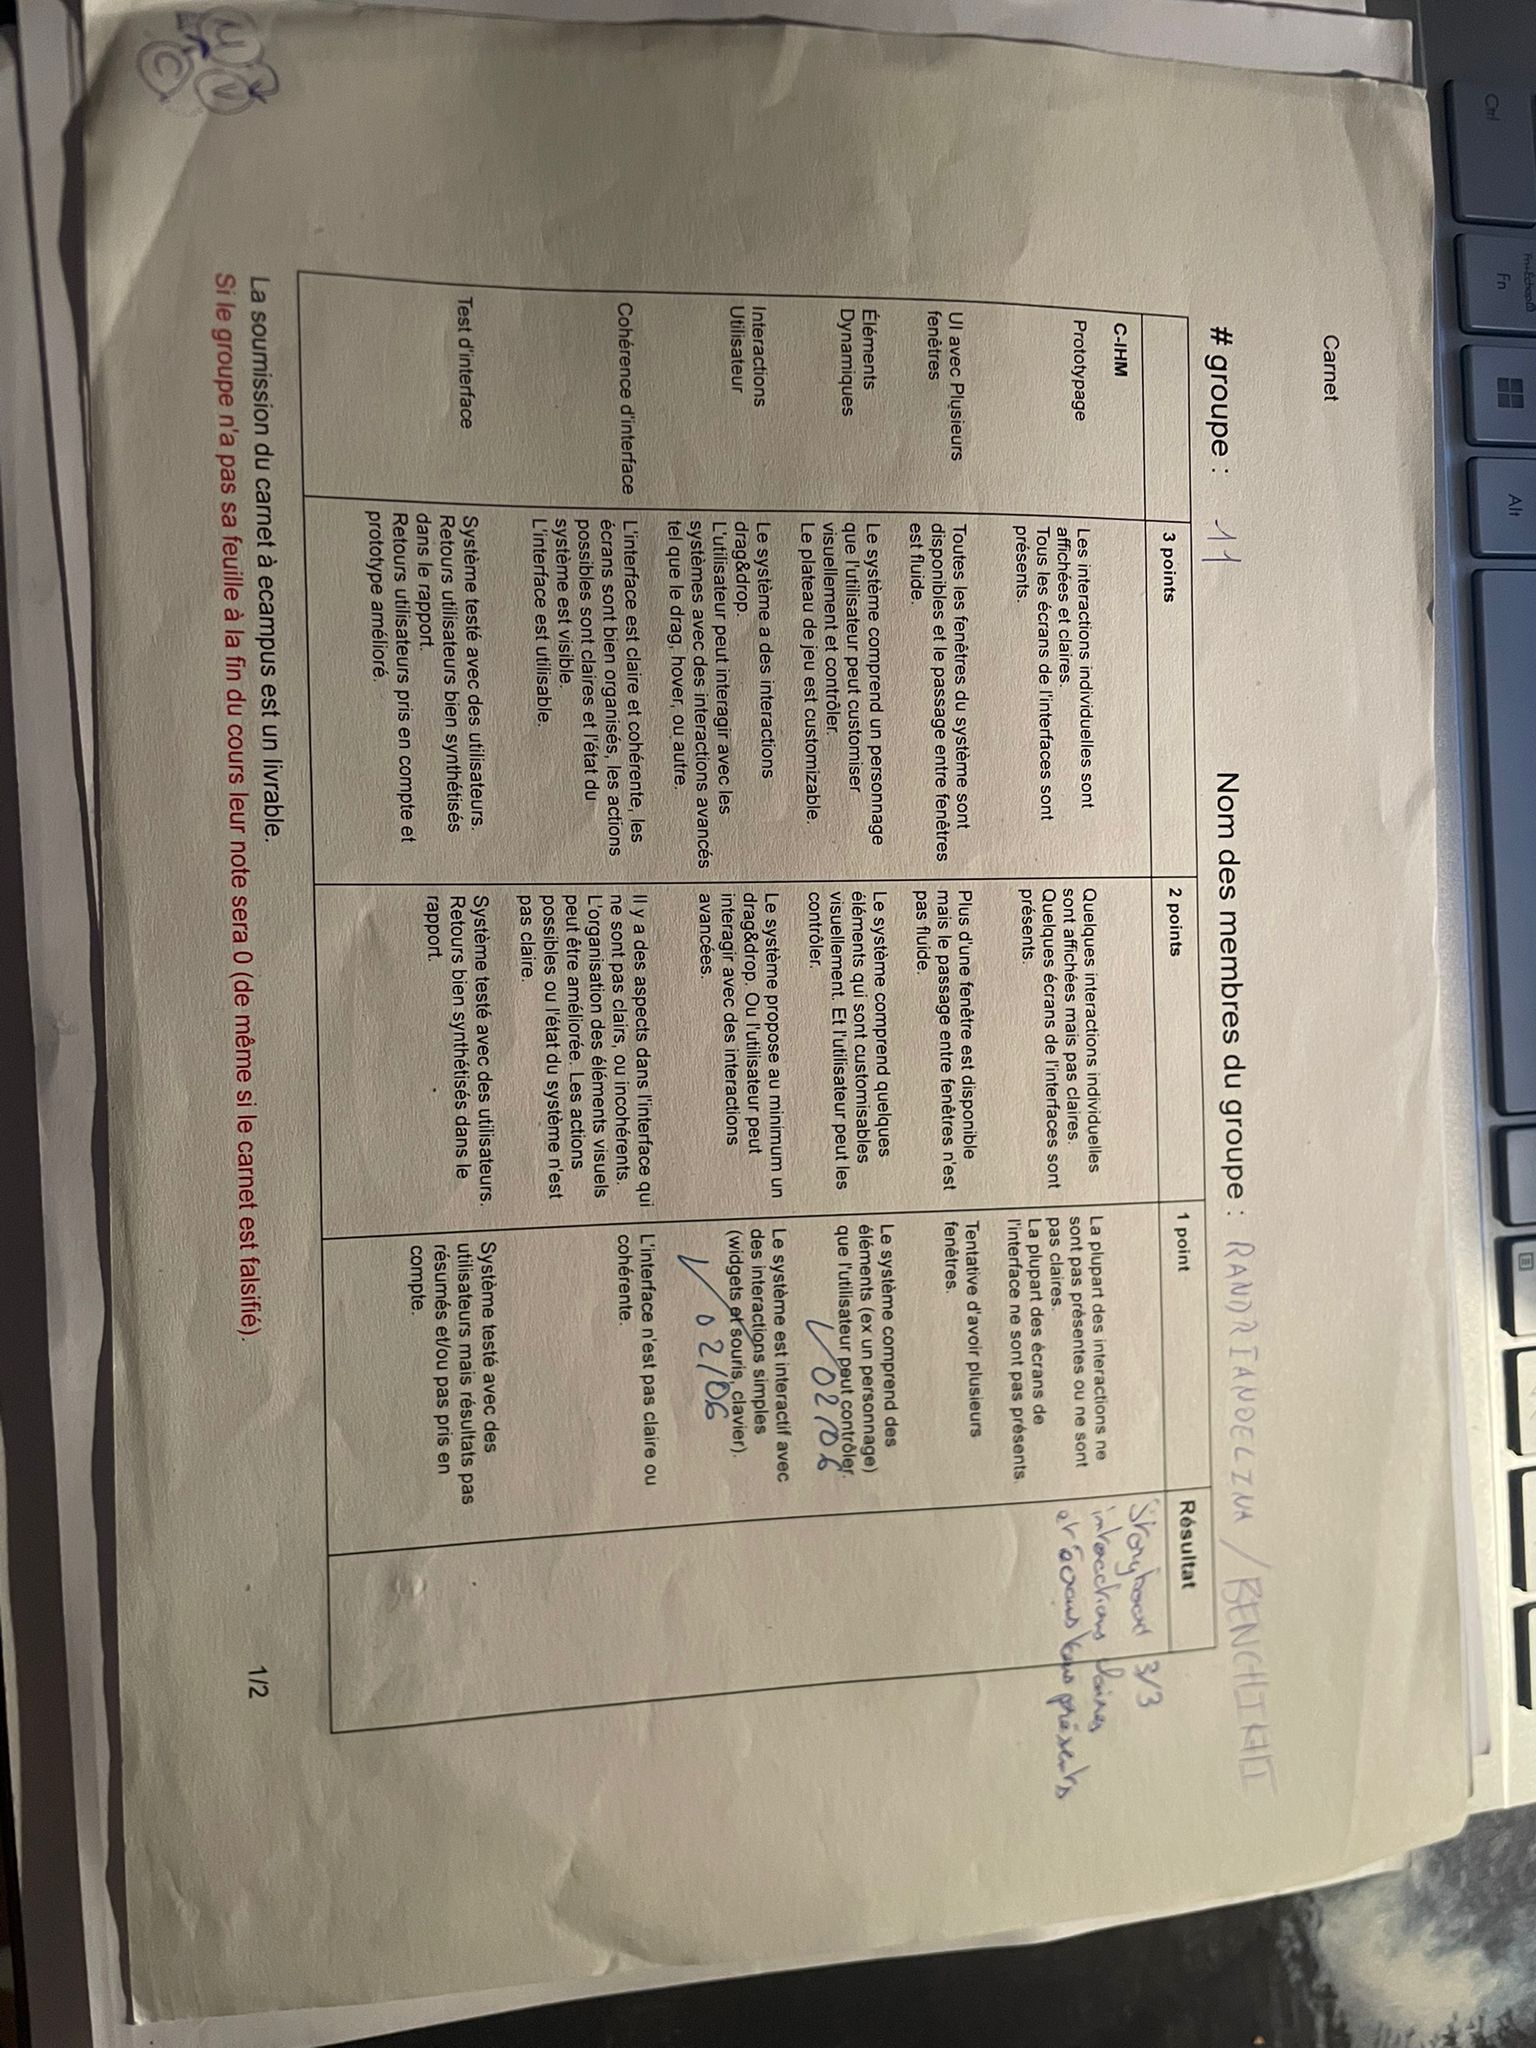 Carnet
# groupe : 11 Nom des membres du groupe : RANDRIANOELINA / BENCHIKHI
3 points
2 points
1 point
Résultat
C-IHM
Prototypage
Les interactions individuelles sont
affichées et claires.
Tous les écrans de l'interfaces sont
présents.
Quelques interactions individuelles
sont affichées mais pas claires.
Quelques écrans de l'interfaces sont
présents.
La plupart des interactions ne
sont pas présentes ou ne sont
pas claires.
La plupart des écrans de
l'interface ne sont pas présents.
Storyboard 3/3
interactions claires
et écrans tous présents
UI avec Plusieurs
fenêtres
Toutes les fenêtres du système sont
disponibles et le passage entre fenêtres
est fluide.
Plus d'une fenêtre est disponible
mais le passage entre fenêtres n'est
pas fluide.
Tentative d'avoir plusieurs
fenêtres.
Éléments
Dynamiques
Le système comprend un personnage
que l'utilisateur peut customiser
visuellement et contrôler.
Le plateau de jeu est customizable.
Le système comprend quelques
éléments qui sont customisables
visuellement. Et l'utilisateur peut les
contrôler.
Le système comprend des
éléments (ex un personnage)
que l'utilisateur peut contrôler.
02/06
Interactions
Utilisateur
Le système a des interactions
drag&drop.
L'utilisateur peut interagir avec les
systèmes avec des interactions avancés
tel que le drag, hover, ou autre.
Le système propose au minimum un
drag&drop. Ou l'utilisateur peut
interagir avec des interactions
avancées.
Le système est interactif avec
des interactions simples
(widgets et souris, clavier).
02/06
Cohérence d'interface
L'interface est claire et cohérente, les
écrans sont bien organisés, les actions
possibles sont claires et l'état du
système est visible.
L'interface est utilisable.
Il y a des aspects dans l'interface qui
ne sont pas clairs, ou incohérents.
L'organisation des éléments visuels
peut être améliorée. Les actions
possibles ou l'état du système n'est
pas claire.
L'interface n'est pas claire ou
cohérente.
Test d'interface
Système testé avec des utilisateurs.
Retours utilisateurs bien synthétisés
dans le rapport.
Retours utilisateurs pris en compte et
prototype amélioré.
Système testé avec des utilisateurs.
Retours bien synthétisés dans le
rapport.
Système testé avec des
utilisateurs mais résultats pas
résumés et/ou pas pris en
compte.
La soumission du carnet à ecampus est un livrable.
Si le groupe n'a pas sa feuille à la fin du cours leur note sera 0 (de même si le carnet est falsifié).
1/2
Ctrl
Fn
Alt